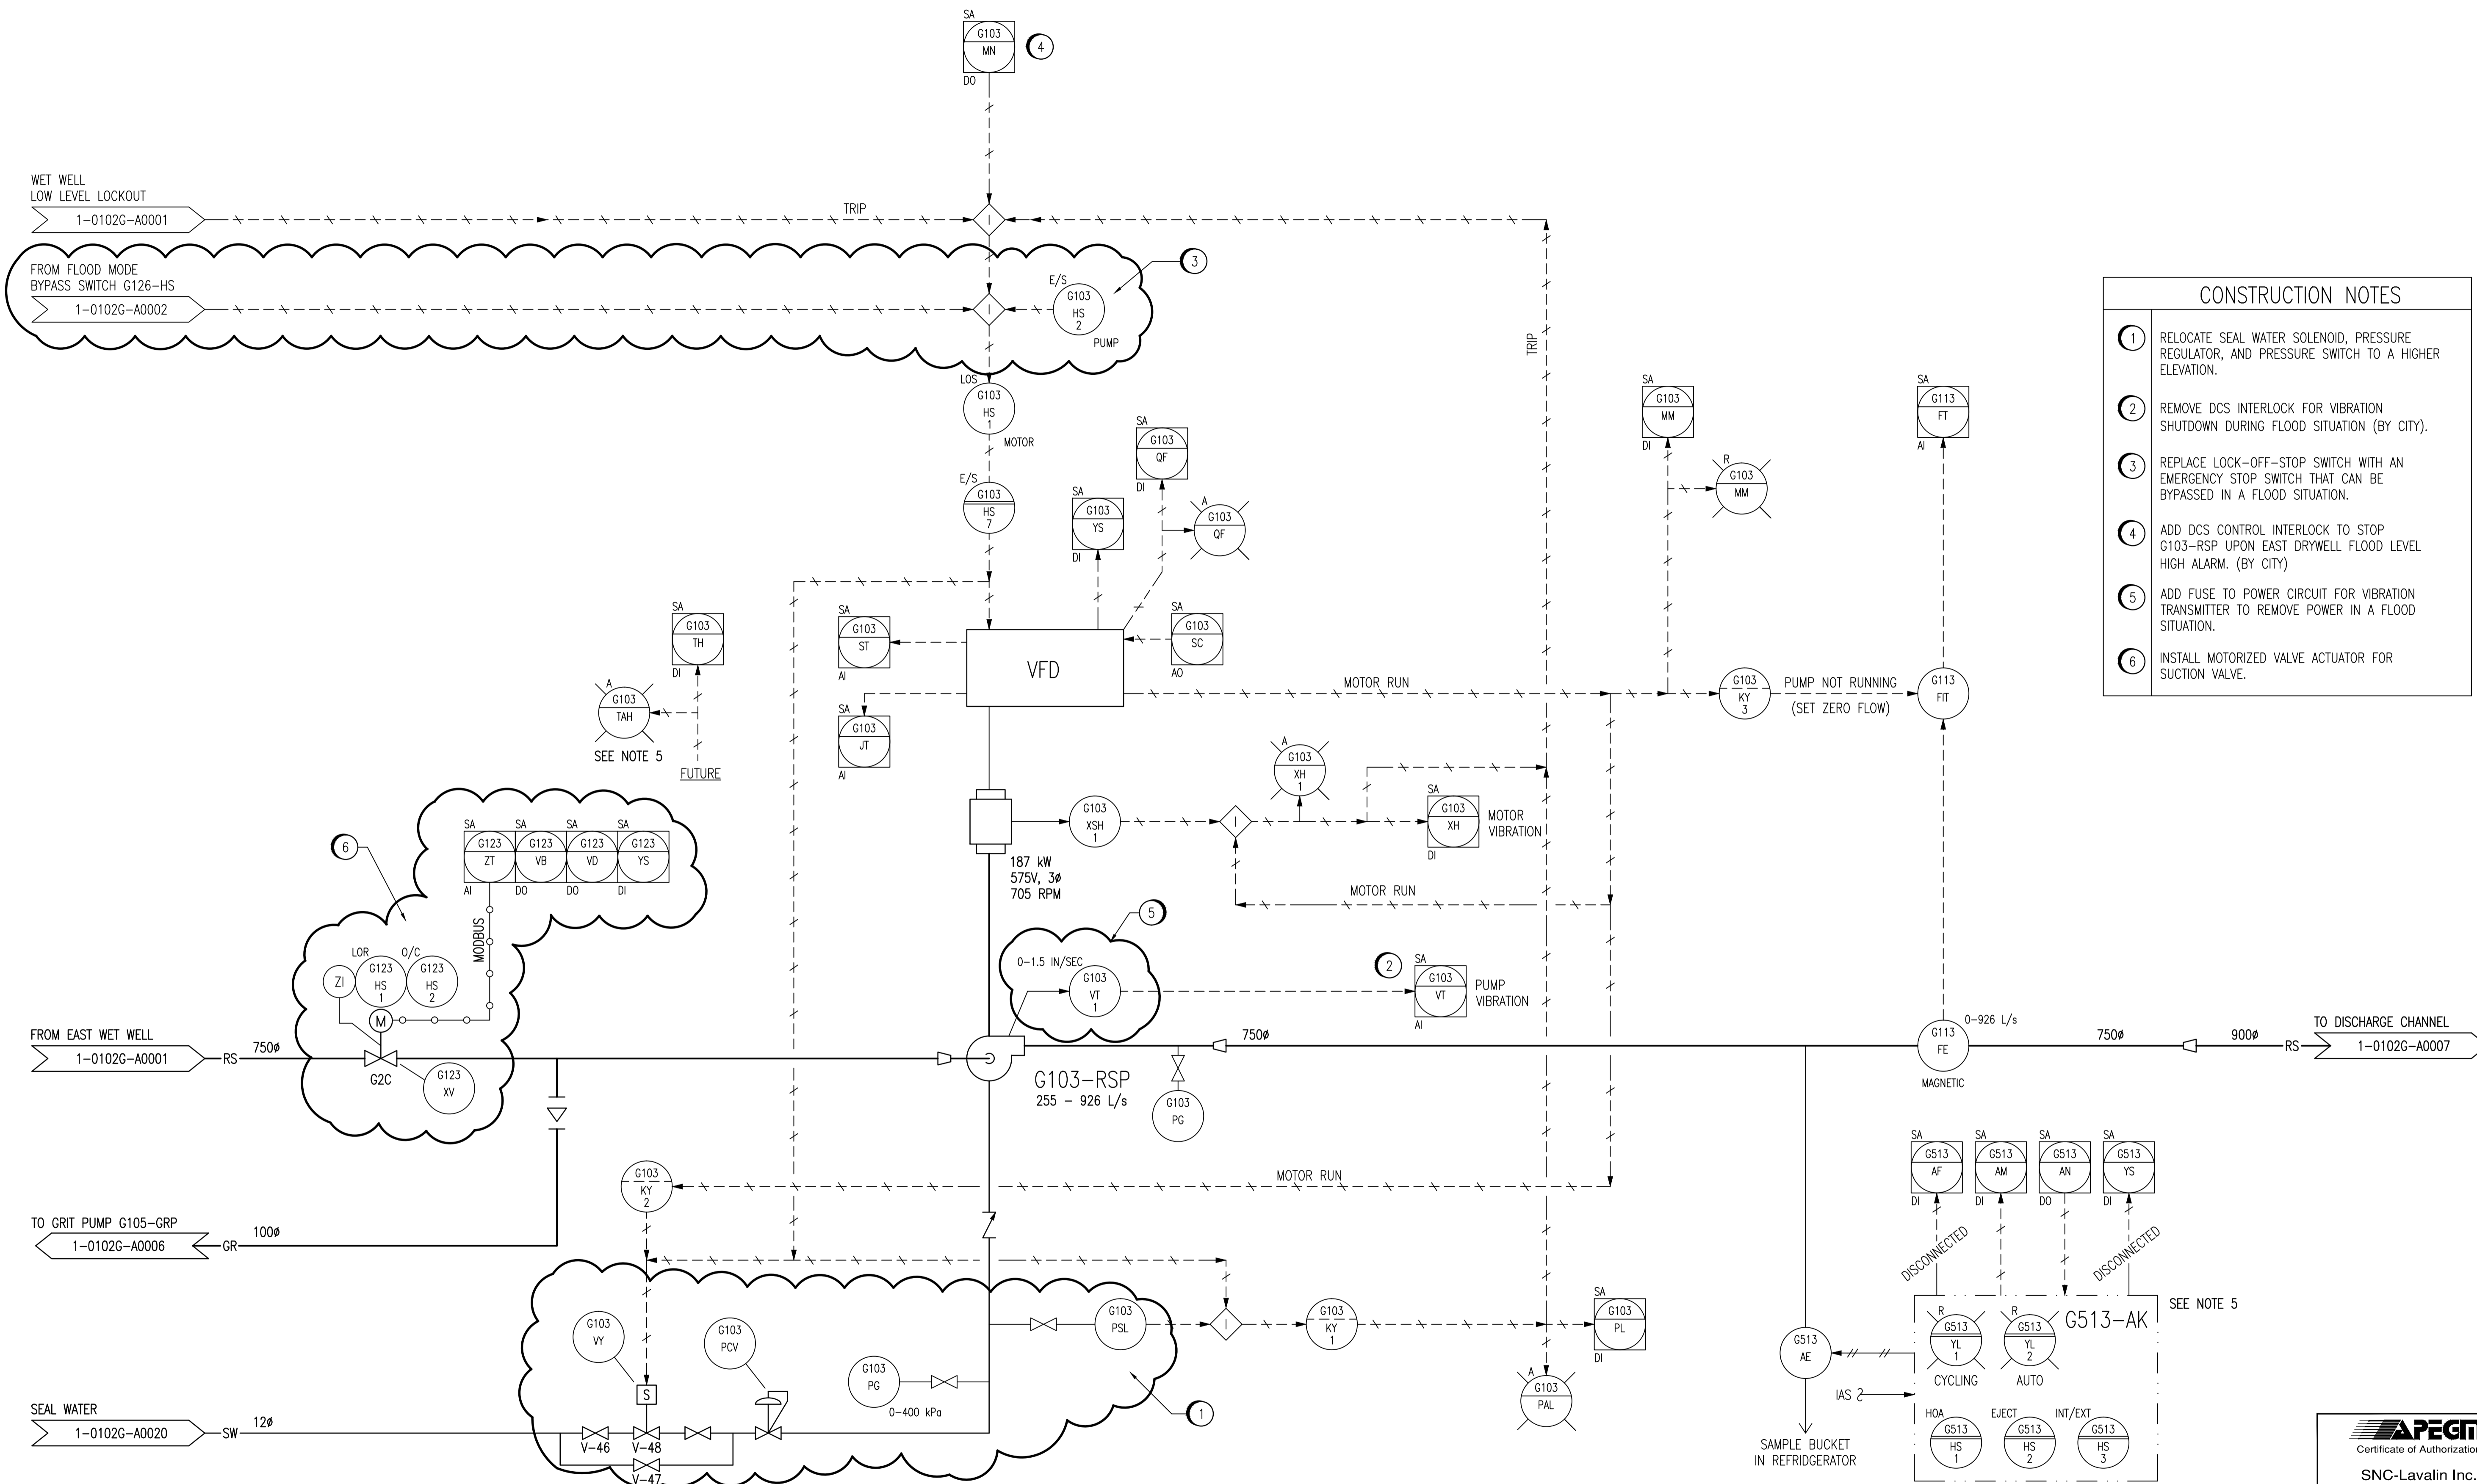 SA
G103
MN
DO
4
WET WELL
LOW LEVEL LOCKOUT
1-0102G-A0001
TRIP
I
FROM FLOOD MODE
BYPASS SWITCH G126-HS
1-0102G-A0002
I
E/S
G103
HS
2
PUMP
3
TRIP
LOS
G103
HS
1
MOTOR
E/S
G103
HS
7
SA
G103
QF
DI
A
G103
QF
SA
G103
YS
DI
SA
G103
MM
DI
R
G103
MM
SA
G113
FT
AI
CONSTRUCTION NOTES
1
RELOCATE SEAL WATER SOLENOID, PRESSURE
REGULATOR, AND PRESSURE SWITCH TO A HIGHER
ELEVATION.
2
REMOVE DCS INTERLOCK FOR VIBRATION
SHUTDOWN DURING FLOOD SITUATION (BY CITY).
3
REPLACE LOCK-OFF-STOP SWITCH WITH AN
EMERGENCY STOP SWITCH THAT CAN BE
BYPASSED IN A FLOOD SITUATION.
4
ADD DCS CONTROL INTERLOCK TO STOP
G103-RSP UPON EAST DRYWELL FLOOD LEVEL
HIGH ALARM. (BY CITY)
5
ADD FUSE TO POWER CIRCUIT FOR VIBRATION
TRANSMITTER TO REMOVE POWER IN A FLOOD
SITUATION.
6
INSTALL MOTORIZED VALVE ACTUATOR FOR
SUCTION VALVE.
SA
G103
TH
DI
A
G103
TAH
SEE NOTE 5
FUTURE
SA
G103
ST
AI
SA
G103
JT
AI
VFD
SA
G103
SC
AO
MOTOR RUN
G103
KY
3
PUMP NOT RUNNING
(SET ZERO FLOW)
G113
FIT
G103
XSH
1
I
A
G103
XH
1
SA
G103
XH
DI
MOTOR
VIBRATION
187 kW
575V, 3ø
705 RPM
MOTOR RUN
6
SA
G123
ZT
AI
SA
G123
VB
DO
SA
G123
VD
DO
SA
G123
YS
DI
MODBUS
ZI
LOR
G123
HS
1
O/C
G123
HS
2
M
5
0-1.5 IN/SEC
G103
VT
1
2
SA
G103
VT
AI
PUMP
VIBRATION
FROM EAST WET WELL
1-0102G-A0001
RS
750ø
G2C
G123
XV
G103-RSP
255 - 926 L/s
750ø
G103
PG
G113
FE
0-926 L/s
MAGNETIC
750ø
900ø
RS
TO DISCHARGE CHANNEL
1-0102G-A0007
G103
KY
2
MOTOR RUN
TO GRIT PUMP G105-GRP
1-0102G-A0006
GR
100ø
SA
G513
AF
DI
SA
G513
AM
DI
SA
G513
AN
DO
SA
G513
YS
DI
DISCONNECTED
DISCONNECTED
SEE NOTE 5
G513-AK
R
G513
YL
1
CYCLING
R
G513
YL
2
AUTO
HOA
G513
HS
1
EJECT
G513
HS
2
INT/EXT
G513
HS
3
IAS
G513
AE
SAMPLE BUCKET
IN REFRIDGERATOR
G103
VY
S
G103
PCV
G103
PG
0-400 kPa
G103
PSL
I
G103
KY
1
SA
G103
PL
DI
A
G103
PAL
1
SEAL WATER
1-0102G-A0020
SW
12ø
V-46
V-48
V-47
Certificate of Authorization
SNC-Lavalin Inc.